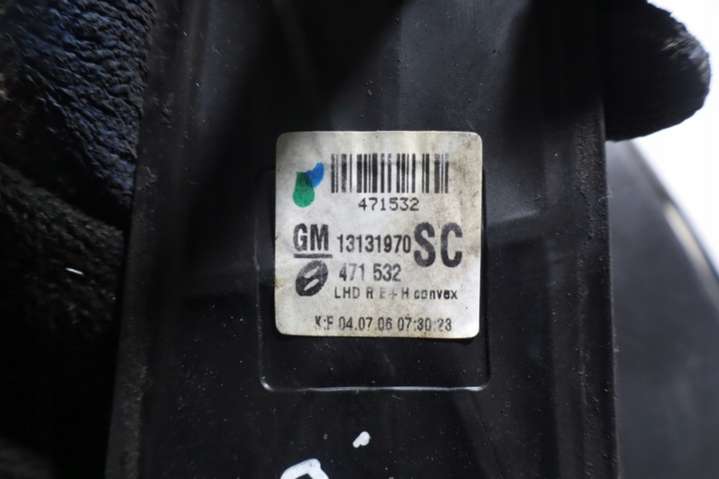 471532
GM 13131970 SC
471 532
LHD R E+H convex
K:F 04.07.06 07:30:23